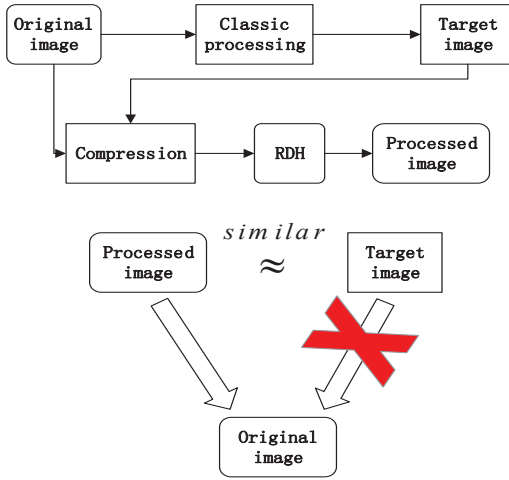 Original
image
Classic
processing
Target
image
Compression
RDH
Processed
image
similar
≈
Processed
image
Target
image
Original
image